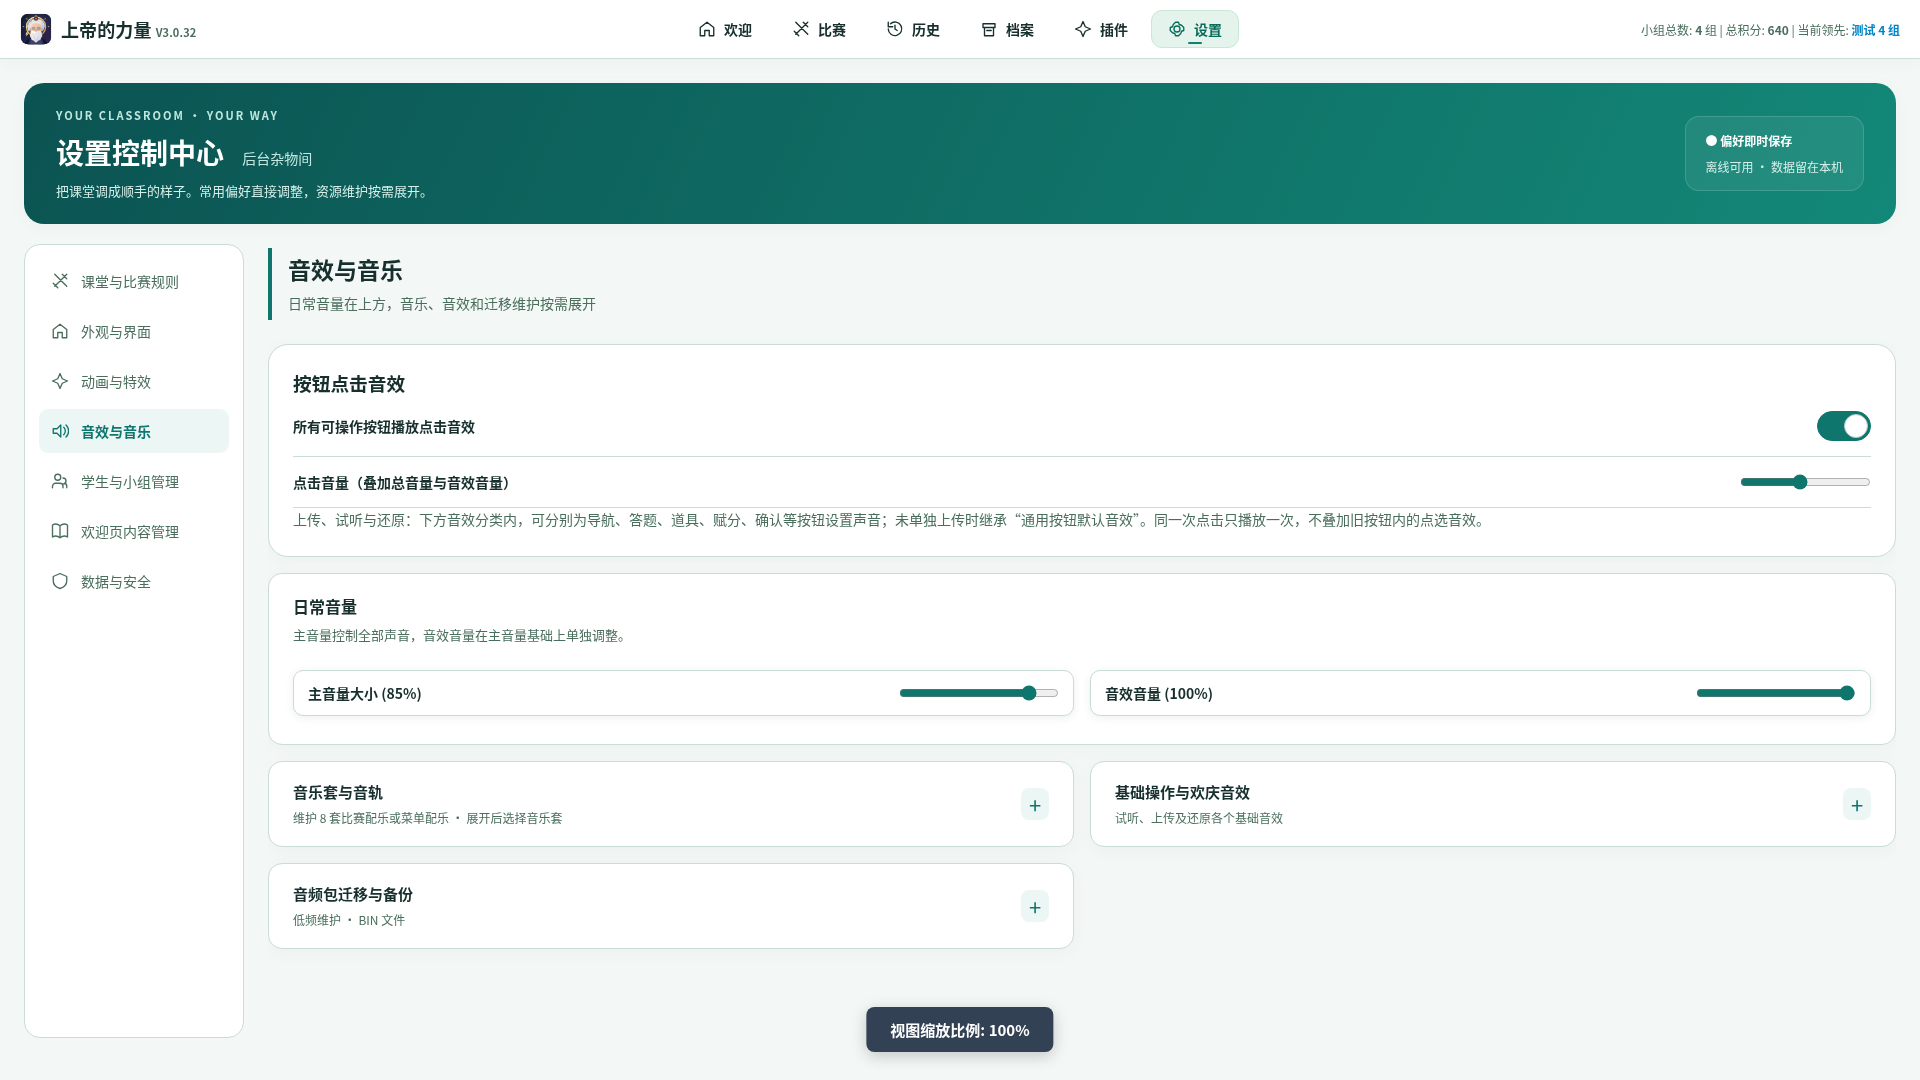 上帝的力量 V3.0.32
欢迎
比赛
历史
档案
插件
设置
小组总数: 4 组 | 总积分: 640 | 当前领先: 测试 4 组
YOUR CLASSROOM · YOUR WAY
设置控制中心 后台杂物间
把课堂调成顺手的样子。常用偏好直接调整，资源维护按需展开。
偏好即时保存
离线可用 · 数据留在本机
课堂与比赛规则
外观与界面
动画与特效
音效与音乐
学生与小组管理
欢迎页内容管理
数据与安全
音效与音乐
日常音量在上方，音乐、音效和迁移维护按需展开
按钮点击音效
所有可操作按钮播放点击音效
点击音量（叠加总音量与音效音量）
上传、试听与还原：下方音效分类内，可分别为导航、答题、道具、赋分、确认等按钮设置声音；未单独上传时继承“通用按钮默认音效”。同一次点击只播放一次，不叠加旧按钮内的点选音效。
日常音量
主音量控制全部声音，音效音量在主音量基础上单独调整。
主音量大小 (85%)
音效音量 (100%)
音乐套与音轨
维护 8 套比赛配乐或菜单配乐 · 展开后选择音乐套
+
基础操作与欢庆音效
试听、上传及还原各个基础音效
+
音频包迁移与备份
低频维护 · BIN 文件
+
视图缩放比例: 100%